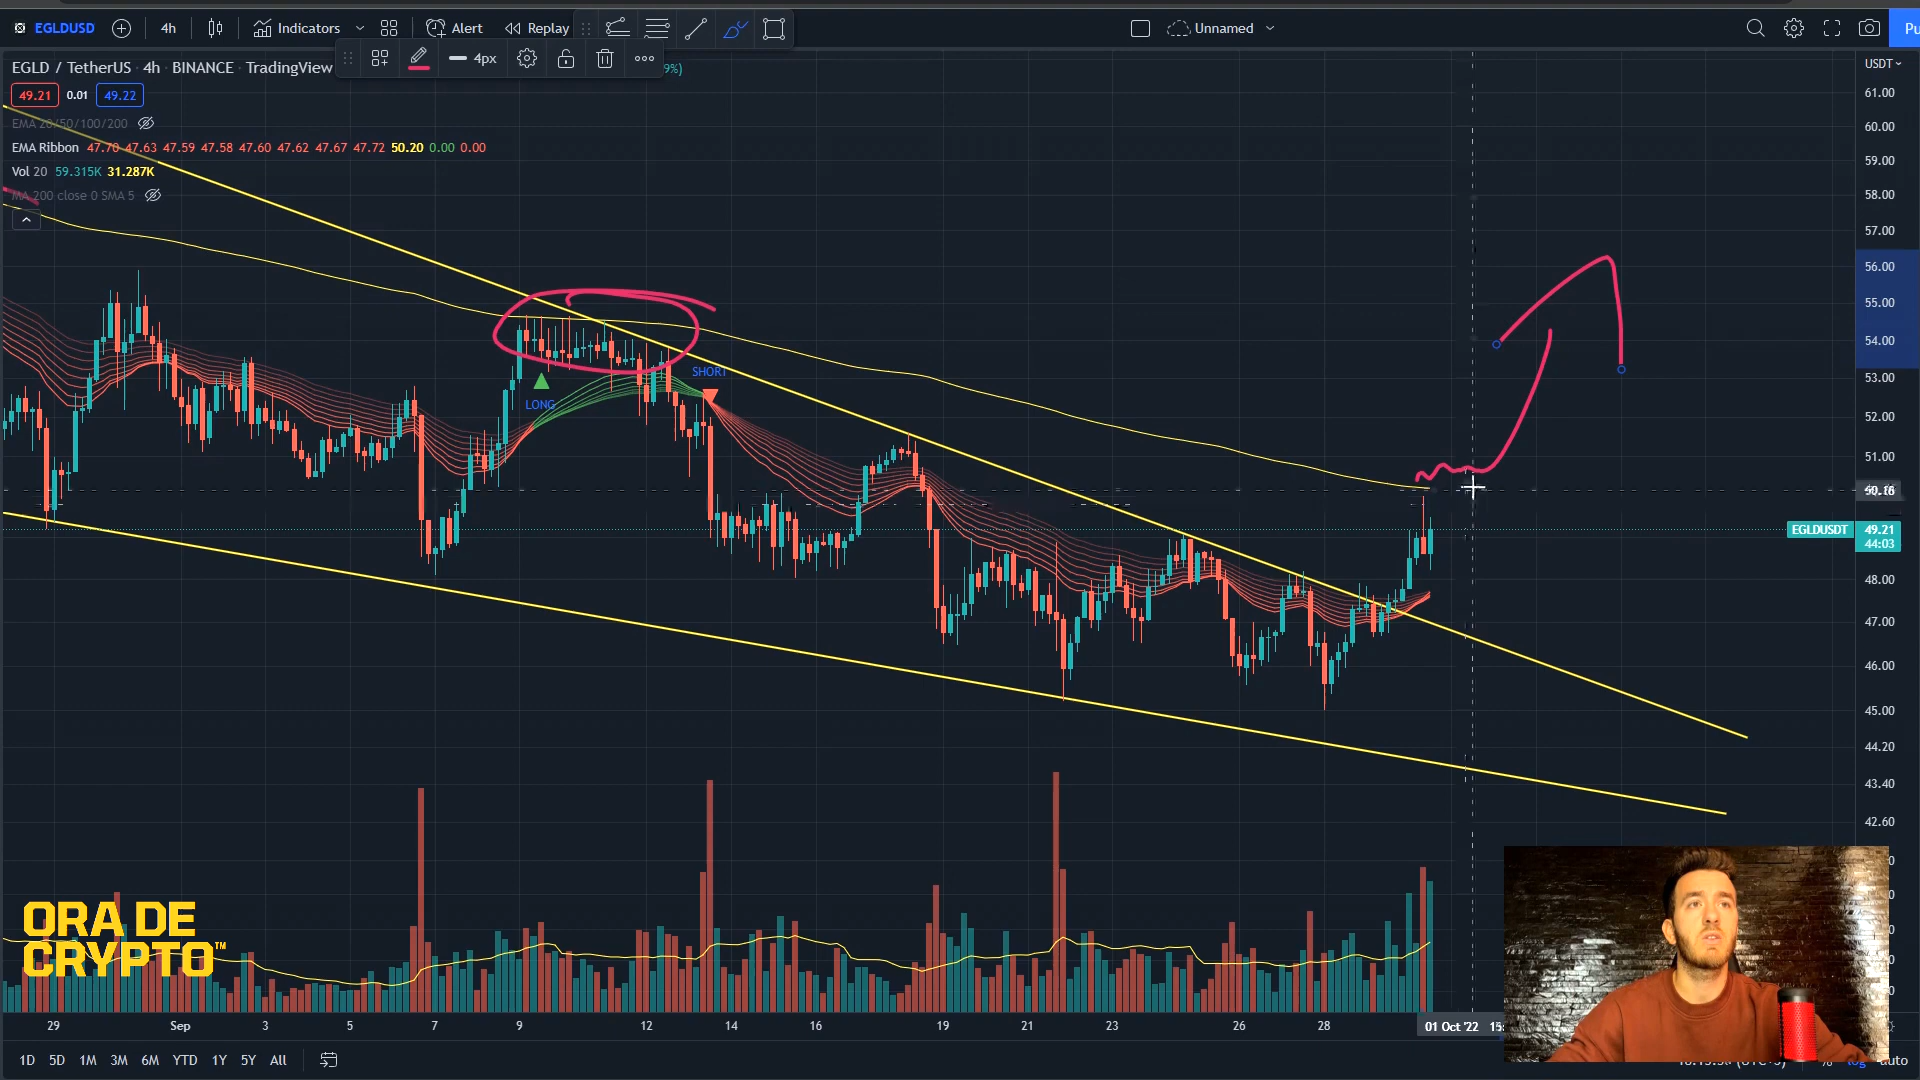 EGLDUSD 4h Indicators Alert Replay Unnamed Pu
4px
EGLD / TetherUS · 4h · BINANCE · TradingView 9%)
USDT
49.21 0.01 49.22
EMA 20/50/100/200
EMA Ribbon 47.70 47.63 47.59 47.58 47.60 47.62 47.67 47.72 50.20 0.00 0.00
Vol 20 59.315K 31.287K
MA 200 close 0 SMA 5
61.00
60.00
59.00
58.00
57.00
56.00
55.00
54.00
53.00
52.00
51.00
50.16
EGLDUSDT 49.21
44:03
48.00
47.00
46.00
45.00
44.20
43.40
42.60
SHORT
LONG
ORA DE
CRYPTO™
29 Sep 3 5 7 9 12 14 16 19 21 23 26 28 01 Oct '22
1D 5D 1M 3M 6M YTD 1Y 5Y All
% log auto